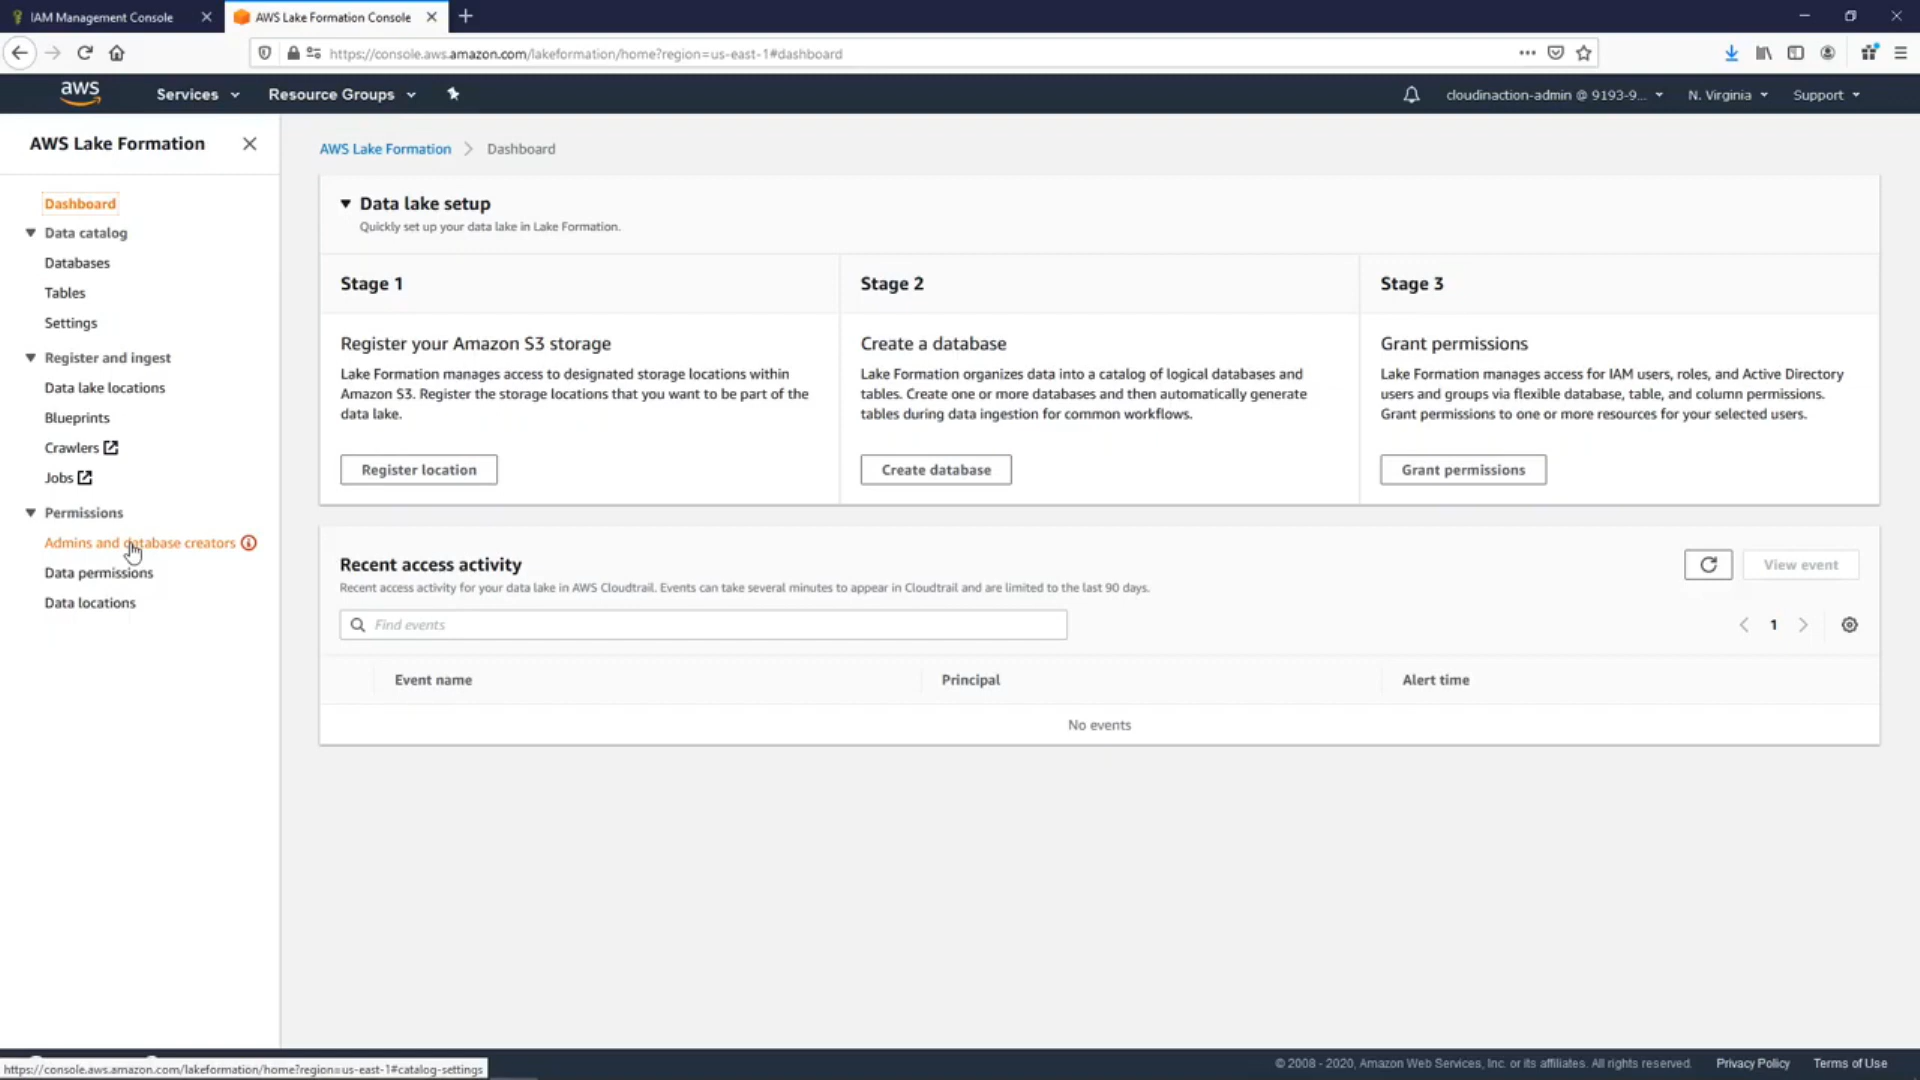 IAM Management Console
AWS Lake Formation Console
https://console.aws.amazon.com/lakeformation/home?region=us-east-1#dashboard
aws
Services
Resource Groups
cloudinaction-admin @ 9193-9...
N. Virginia
Support
AWS Lake Formation
Dashboard
Data catalog
Databases
Tables
Settings
Register and ingest
Data lake locations
Blueprints
Crawlers
Jobs
Permissions
Admins and database creators
Data permissions
Data locations
AWS Lake Formation > Dashboard
Data lake setup
Quickly set up your data lake in Lake Formation.
Stage 1
Register your Amazon S3 storage
Lake Formation manages access to designated storage locations within
Amazon S3. Register the storage locations that you want to be part of the
data lake.
Register location
Stage 2
Create a database
Lake Formation organizes data into a catalog of logical databases and
tables. Create one or more databases and then automatically generate
tables during data ingestion for common workflows.
Create database
Stage 3
Grant permissions
Lake Formation manages access for IAM users, roles, and Active Directory
users and groups via flexible database, table, and column permissions.
Grant permissions to one or more resources for your selected users.
Grant permissions
Recent access activity
Recent access activity for your data lake in AWS Cloudtrail. Events can take several minutes to appear in Cloudtrail and are limited to the last 90 days.
View event
Find events
1
Event name
Principal
Alert time
No events
https://console.aws.amazon.com/lakeformation/home?region=us-east-1#catalog-settings
© 2008 - 2020, Amazon Web Services, Inc. or its affiliates. All rights reserved.
Privacy Policy
Terms of Use